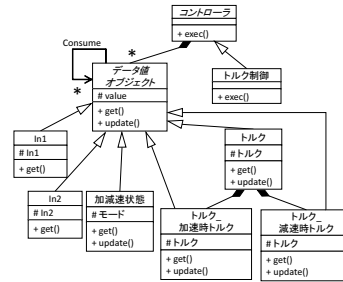 コントローラ
+ exec()
Consume
*
*
データ値
オブジェクト
# value
+ get()
+ update()
トルク制御
+ exec()
In1
# In1
+ get()
In2
# In2
+ get()
加減速状態
# モード
+ get()
+ update()
トルク
#トルク
+ get()
+ update()
トルク_
加速時トルク
#トルク
+ get()
+ update()
トルク_
減速時トルク
#トルク
+ get()
+ update()